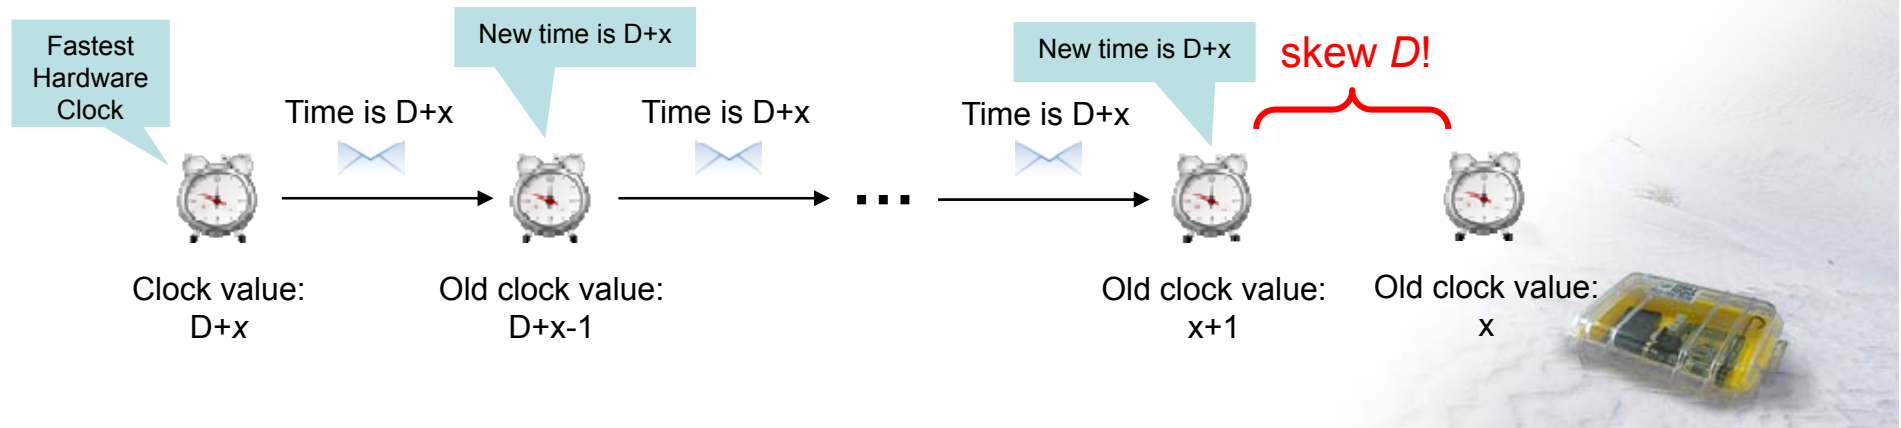 Fastest
Hardware
Clock
New time is D+x
New time is D+x
skew D!
Time is D+x
Time is D+x
Time is D+x
...
Clock value:
D+x
Old clock value:
D+x-1
Old clock value:
x+1
Old clock value:
x